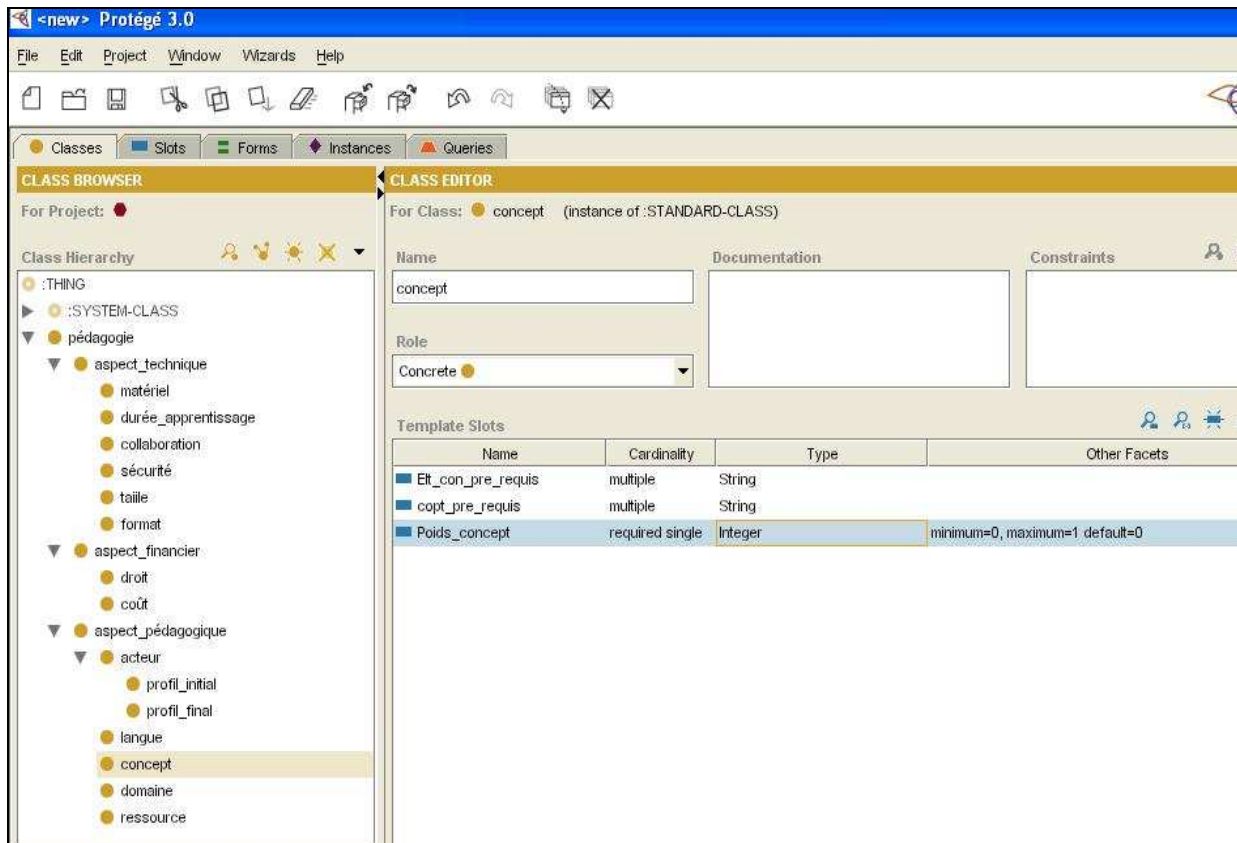 <new> Protégé 3.0
File Edit Project Window Wizards Help
Classes Slots Forms Instances Queries
CLASS BROWSER
CLASS EDITOR
For Project:
For Class: concept (instance of :STANDARD-CLASS)
Class Hierarchy
Name Documentation Constraints
concept
Role
Concrete
Template Slots
Name Cardinality Type Other Facets
Elt_con_pre_requis multiple String
copt_pre_requis multiple String
Poids_concept required single Integer minimum=0, maximum=1 default=0
:THING
:SYSTEM-CLASS
pédagogie
aspect_technique
matériel
durée_apprentissage
collaboration
sécurité
taille
format
aspect_financier
droit
coût
aspect_pédagogique
acteur
profil_initial
profil_final
langue
concept
domaine
ressource